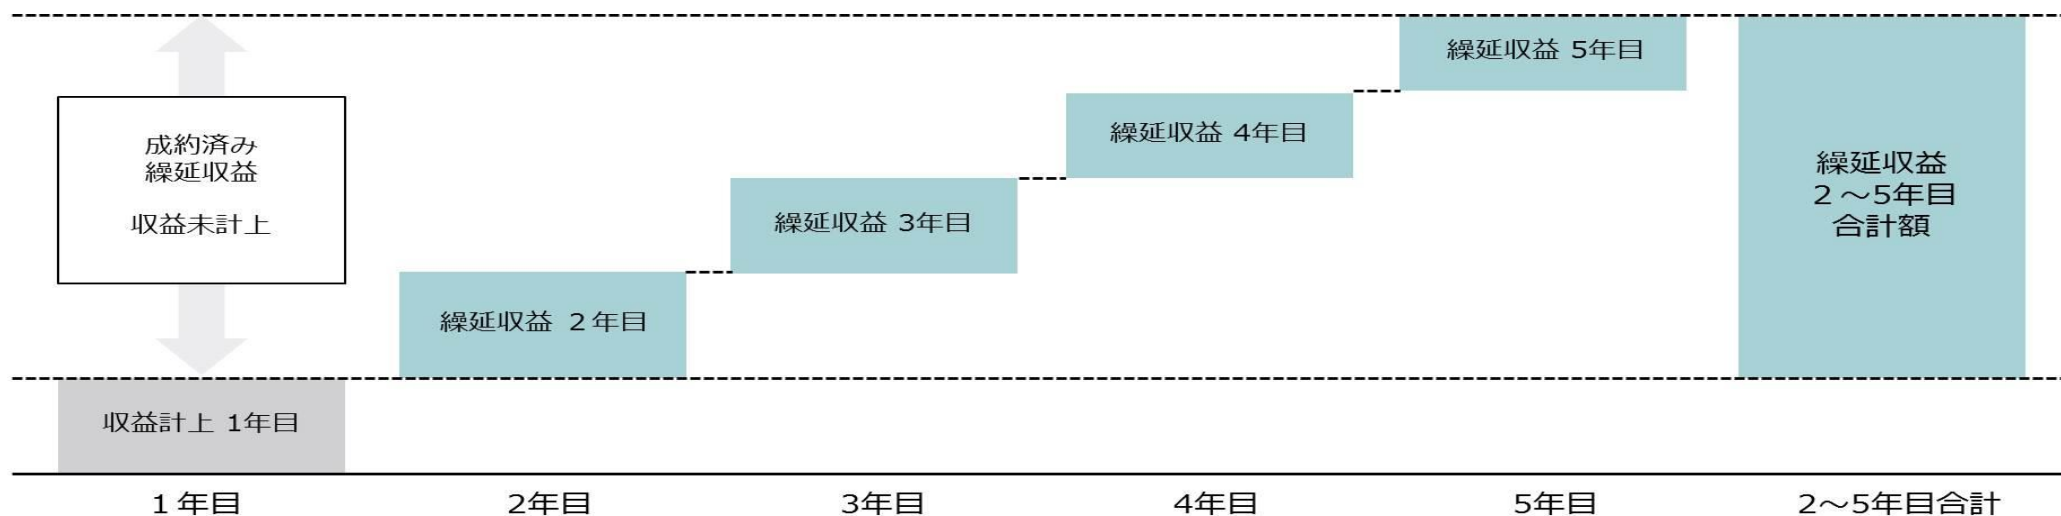 成約済み
繰延収益
収益未計上
収益計上 1年目
繰延収益 ２年目
繰延収益 3年目
繰延収益 4年目
繰延収益 5年目
繰延収益
２～5年目
合計額
１年目
2年目
3年目
4年目
5年目
2～5年目合計